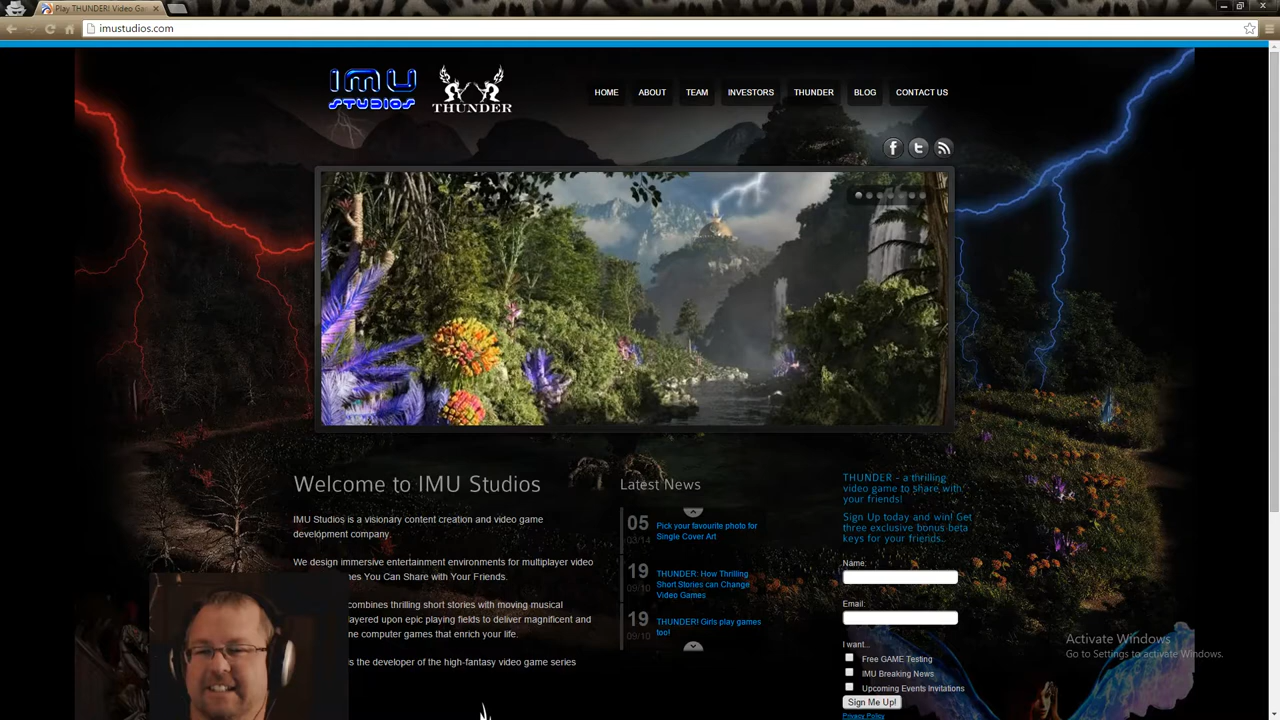 Play THUNDER! Video Ga
imustudios.com
IMU
STUDIOS
THUNDER
HOME
ABOUT
TEAM
INVESTORS
THUNDER
BLOG
CONTACT US
Welcome to IMU Studios
IMU Studios is a visionary content creation and video game
development company.
We design immersive entertainment environments for multiplayer video
mes You Can Share with Your Friends.
combines thrilling short stories with moving musical
layered upon epic playing fields to deliver magnificent and
ne computer games that enrich your life.
s the developer of the high-fantasy video game series
Latest News
05
03/14
Pick your favourite photo for
Single Cover Art
19
09/10
THUNDER: How Thrilling
Short Stories can Change
Video Games
19
09/10
THUNDER! Girls play games
too!
THUNDER – a thrilling
video game to share with
your friends!
Sign Up today and win! Get
three exclusive bonus beta
keys for your friends..
Name:
Email:
I want...
Free GAME Testing
IMU Breaking News
Upcoming Events Invitations
Sign Me Up!
Privacy Policy
Activate Windows
Go to Settings to activate Windows.